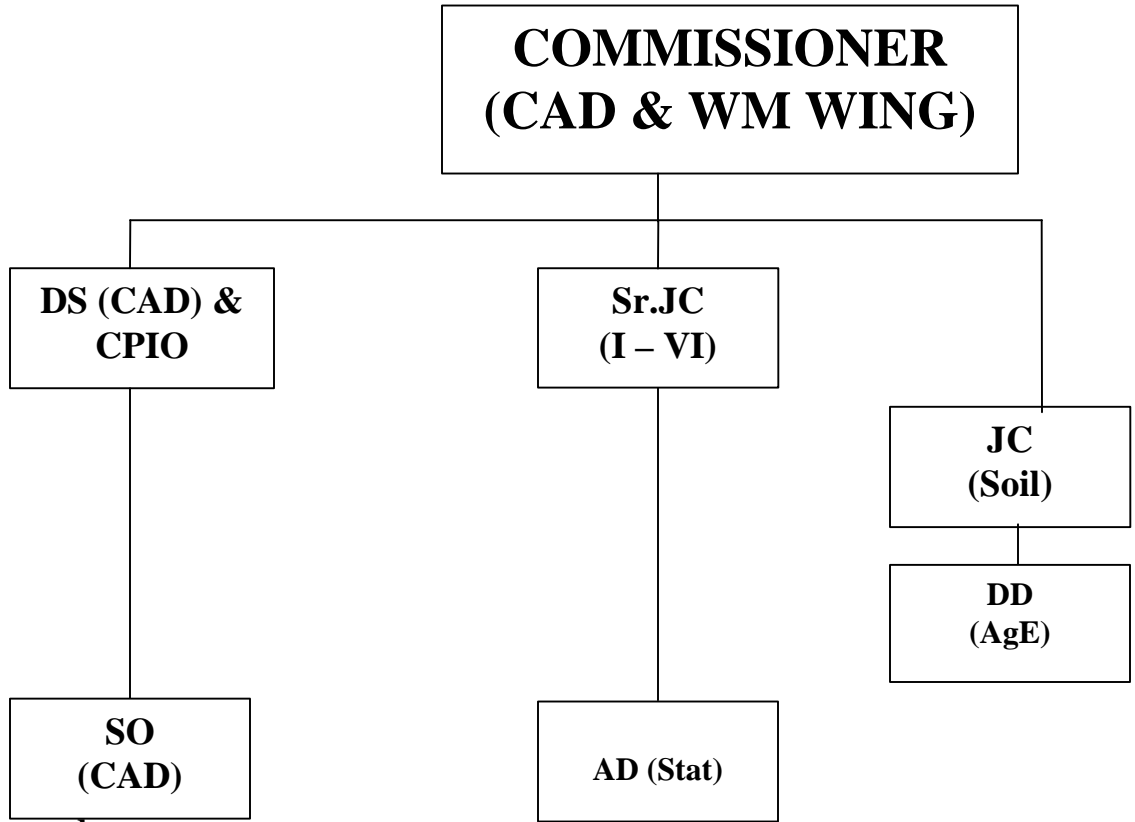 COMMISSIONER
(CAD & WM WING)
DS (CAD) &
CPIO
Sr.JC
(I – VI)
JC
(Soil)
DD
(AgE)
SO
(CAD)
AD (Stat)